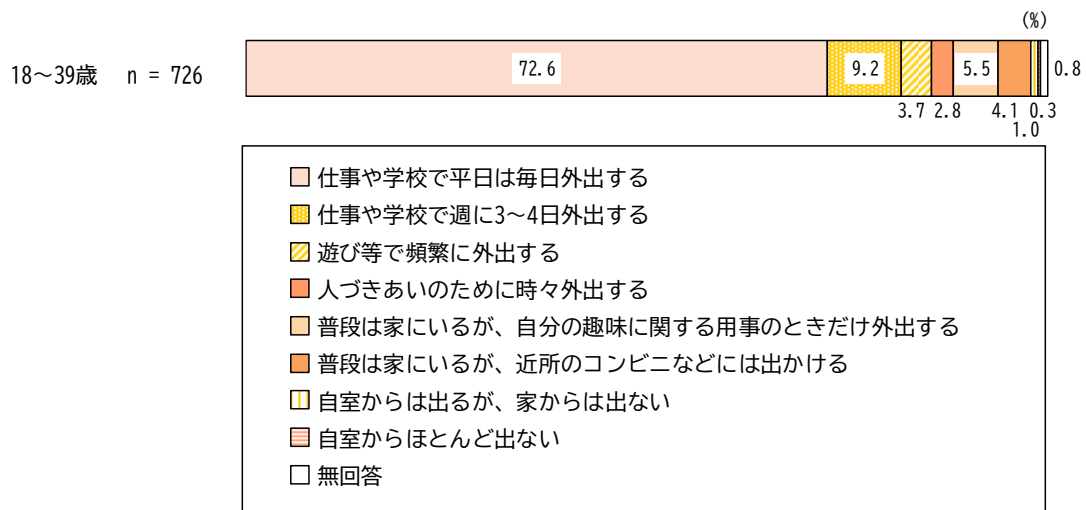 (%)
18～39歳 n = 726
72.6 9.2 5.5 0.8
3.7 2.8 4.1 0.3
1.0
仕事や学校で平日は毎日外出する
仕事や学校で週に3～4日外出する
遊び等で頻繁に外出する
人づきあいのために時々外出する
普段は家にいるが、自分の趣味に関する用事のときだけ外出する
普段は家にいるが、近所のコンビニなどには出かける
自室からは出るが、家からは出ない
自室からほとんど出ない
無回答